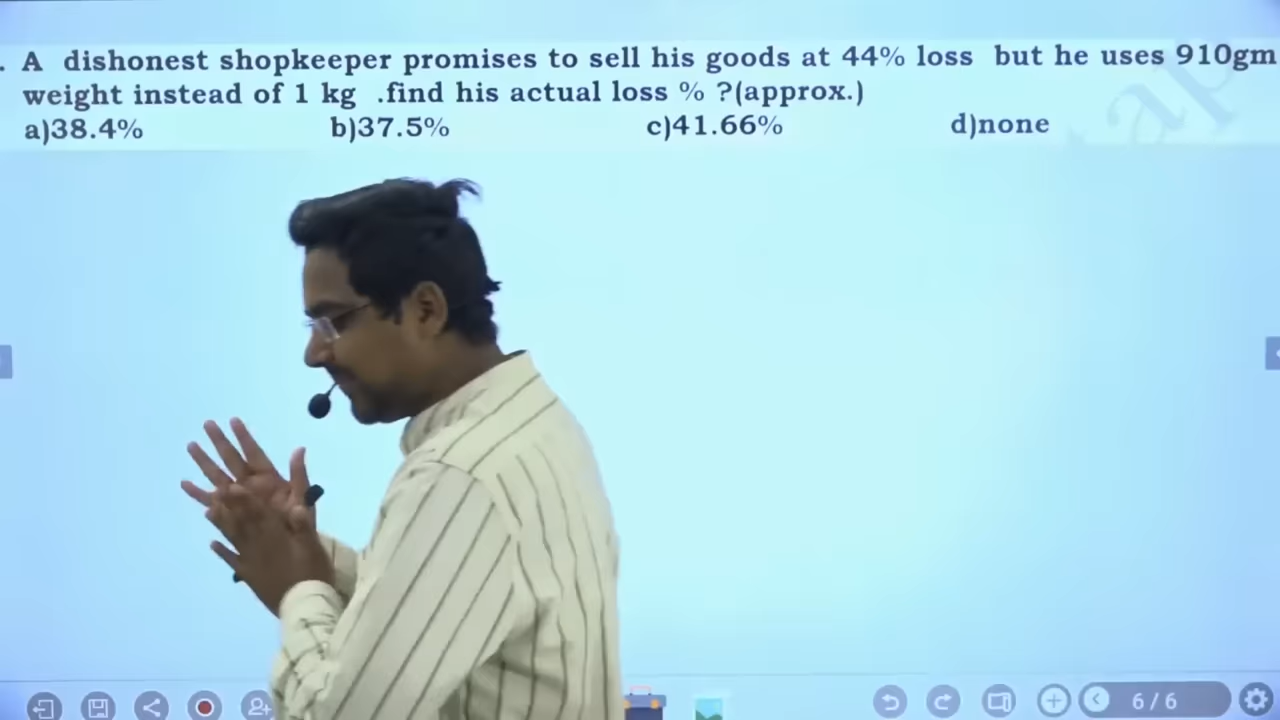 . A dishonest shopkeeper promises to sell his goods at 44% loss but he uses 910gm
weight instead of 1 kg .find his actual loss % ?(approx.)
a)38.4% b)37.5% c)41.66% d)none
6 / 6